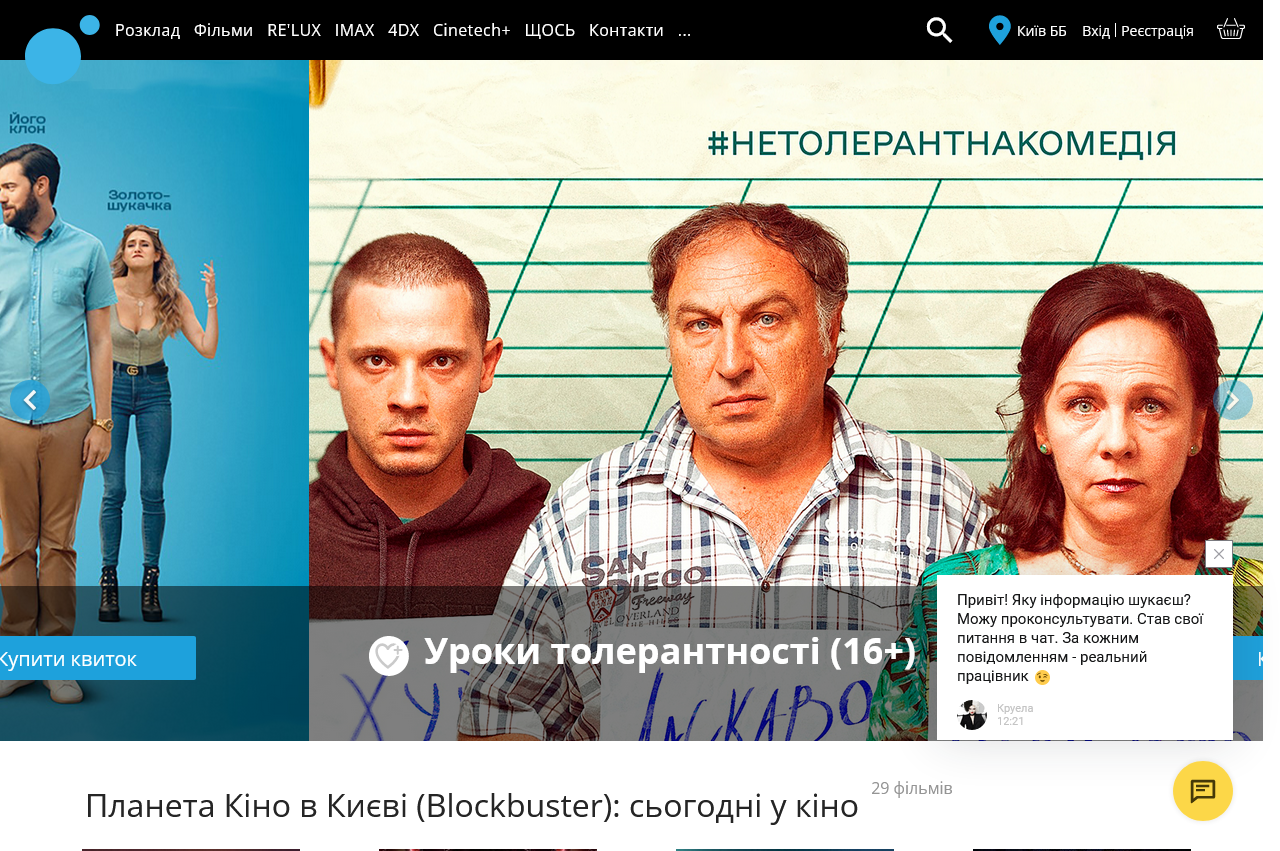 Розклад Фільми RE'LUX IMAX 4DX Cinetech+ ЩОСЬ Контакти ...
Київ ББ Вхід | Реєстрація
Його
клон
Золото-
шукачка
#НЕТОЛЕРАНТНАКОМЕДІЯ
SAN
DIEGO
Freeway
OVERLAND
Купити квиток
Уроки толерантності (16+)
Привіт! Яку інформацію шукаєш?
Можу проконсультувати. Став свої
питання в чат. За кожним
повідомленням - реальний
працівник 😉
Круела
12:21
Планета Кіно в Києві (Blockbuster): сьогодні у кіно
29 фільмів